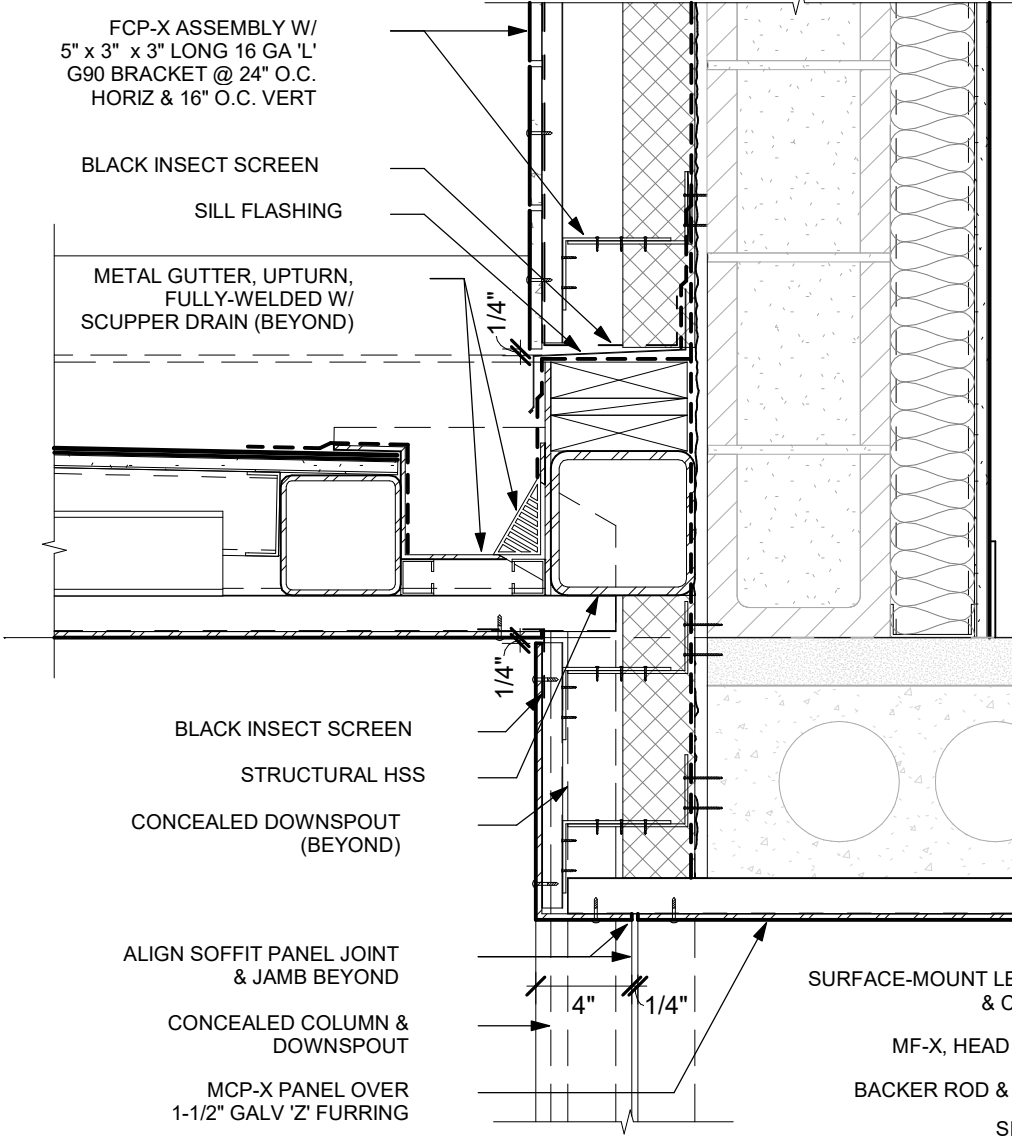 FCP-X ASSEMBLY W/
5" x 3" x 3" LONG 16 GA 'L'
G90 BRACKET @ 24" O.C.
HORIZ & 16" O.C. VERT
BLACK INSECT SCREEN
SILL FLASHING
METAL GUTTER, UPTURN,
FULLY-WELDED W/
SCUPPER DRAIN (BEYOND)
1/4"
1/4"
BLACK INSECT SCREEN
STRUCTURAL HSS
CONCEALED DOWNSPOUT
(BEYOND)
ALIGN SOFFIT PANEL JOINT
& JAMB BEYOND
4"
1/4"
CONCEALED COLUMN &
DOWNSPOUT
MCP-X PANEL OVER
1-1/2" GALV 'Z' FURRING
SURFACE-MOUNT LE
& C
MF-X, HEAD
BACKER ROD &